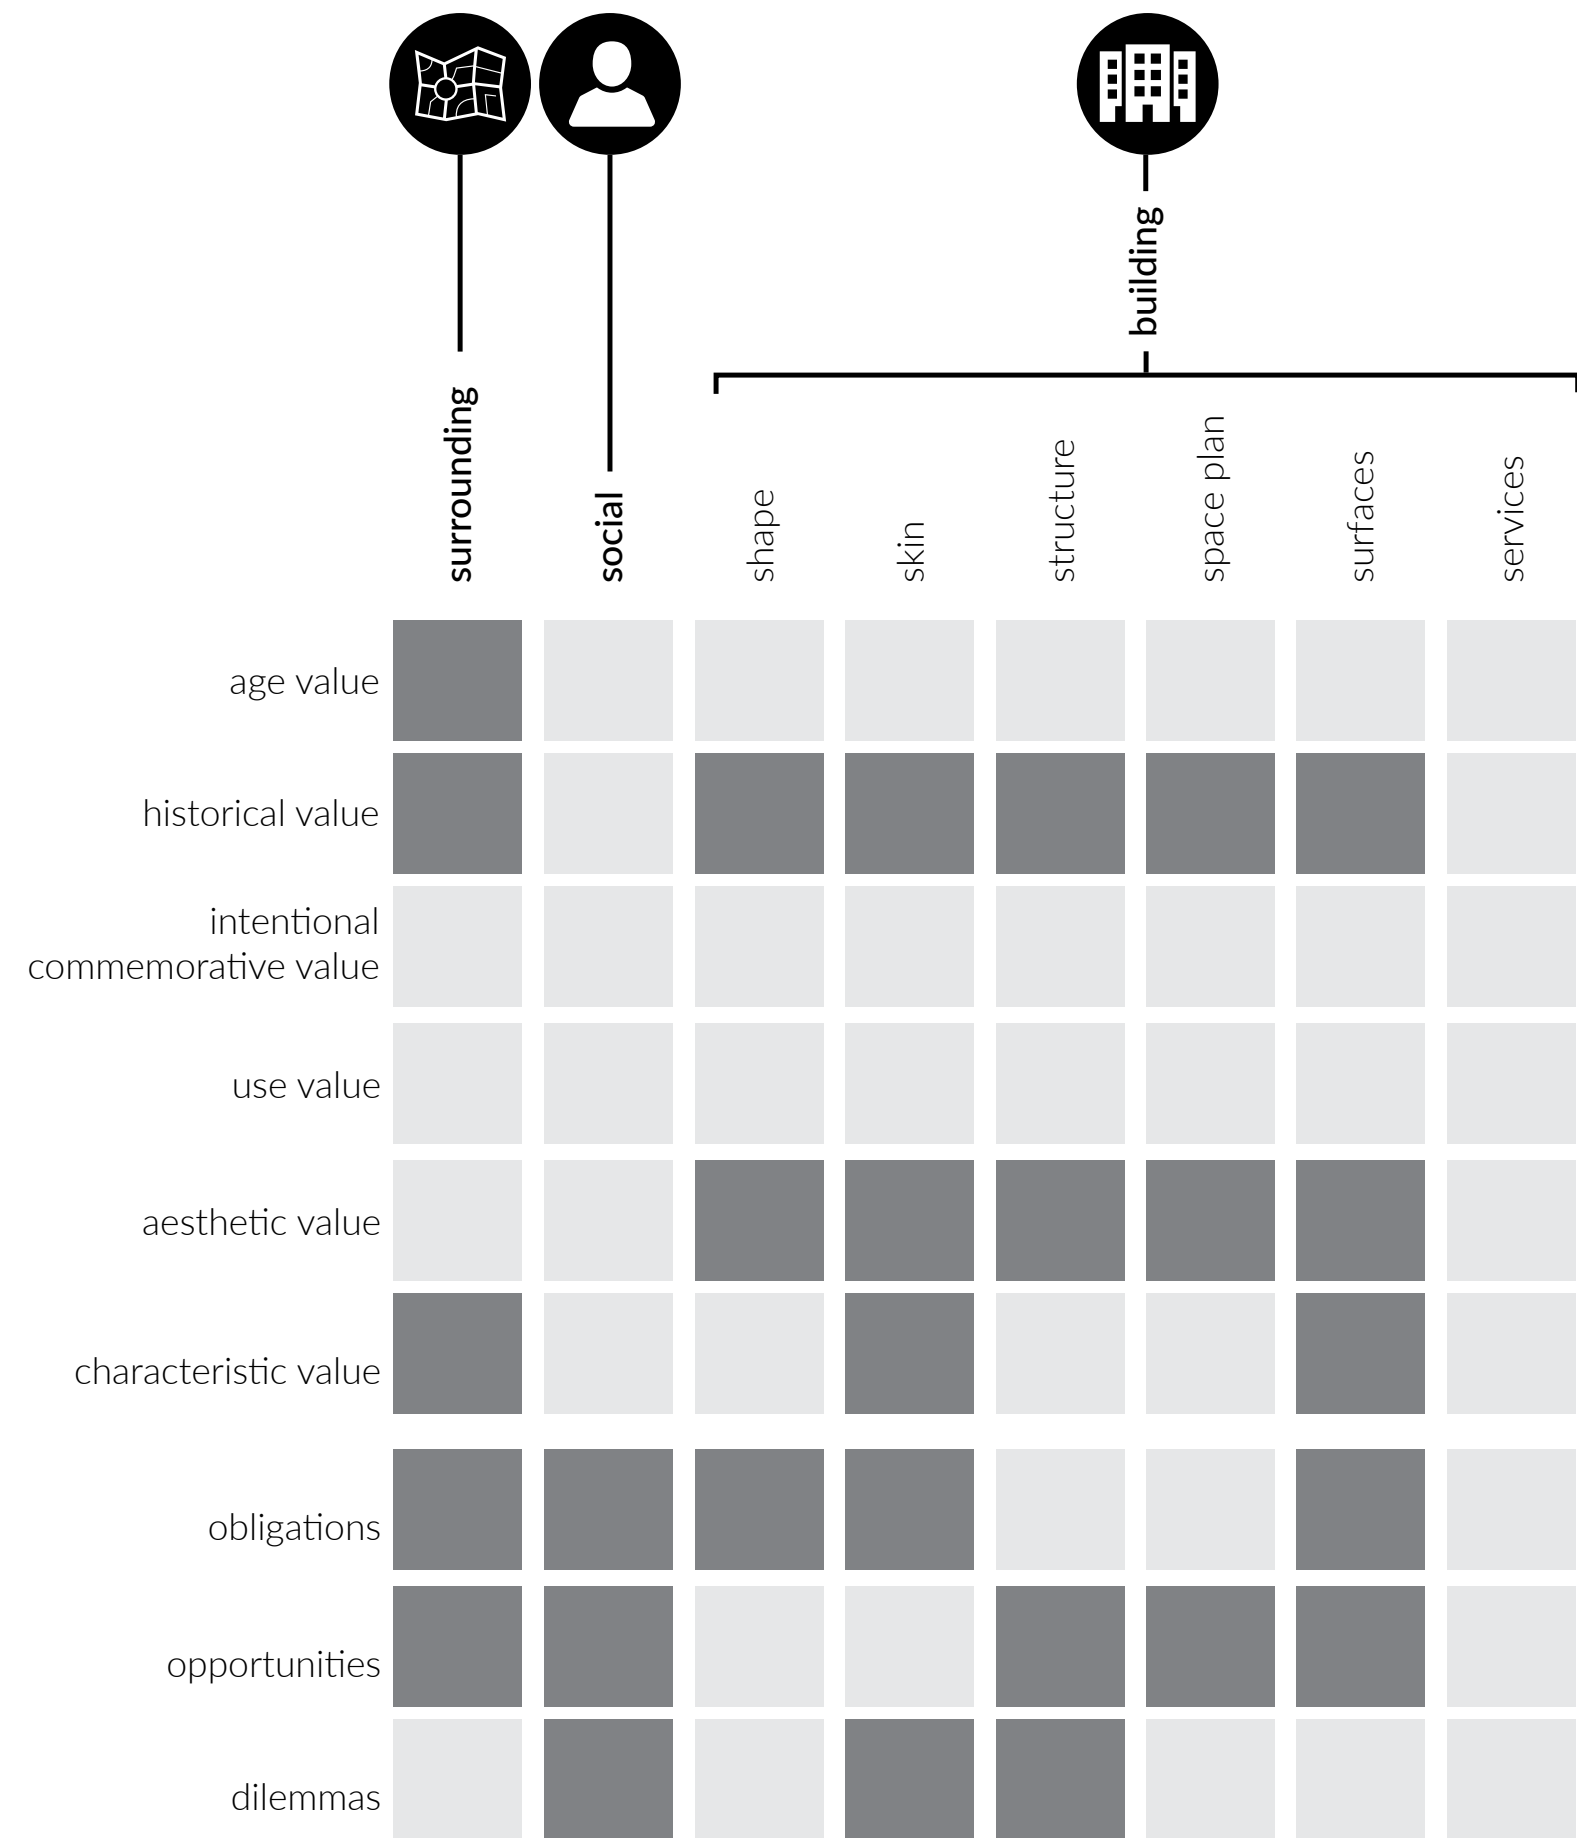 building
surrounding
social
shape
skin
structure
space plan
surfaces
services
age value
historical value
intentional
commemorative value
use value
aesthetic value
characteristic value
obligations
opportunities
dilemmas